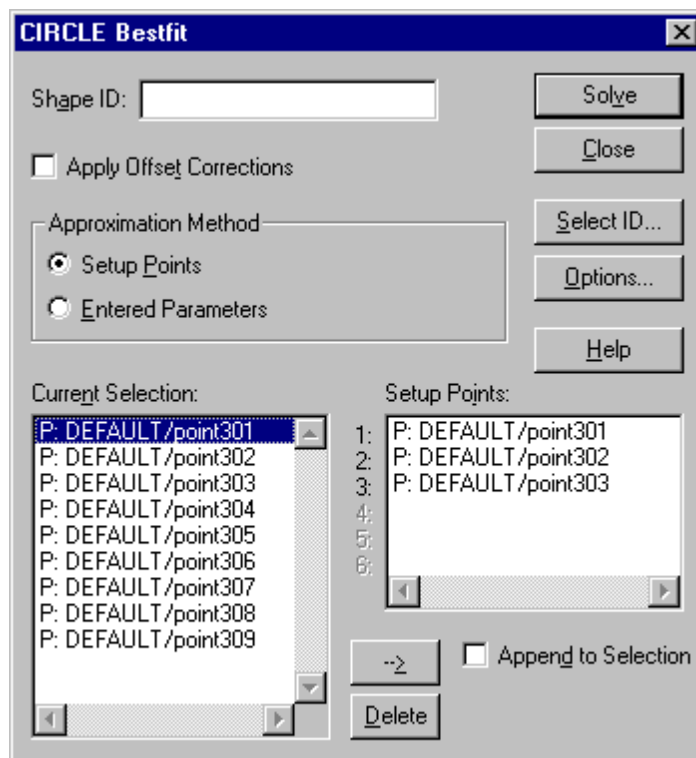 CIRCLE Bestfit
Shape ID:
Solve
Close
Apply Offset Corrections
Approximation Method
Setup Points
Entered Parameters
Select ID...
Options...
Help
Current Selection:
P: DEFAULT/point301
P: DEFAULT/point302
P: DEFAULT/point303
P: DEFAULT/point304
P: DEFAULT/point305
P: DEFAULT/point306
P: DEFAULT/point307
P: DEFAULT/point308
P: DEFAULT/point309
Setup Points:
1: P: DEFAULT/point301
2: P: DEFAULT/point302
3: P: DEFAULT/point303
4:
5:
6:
-->
Append to Selection
Delete